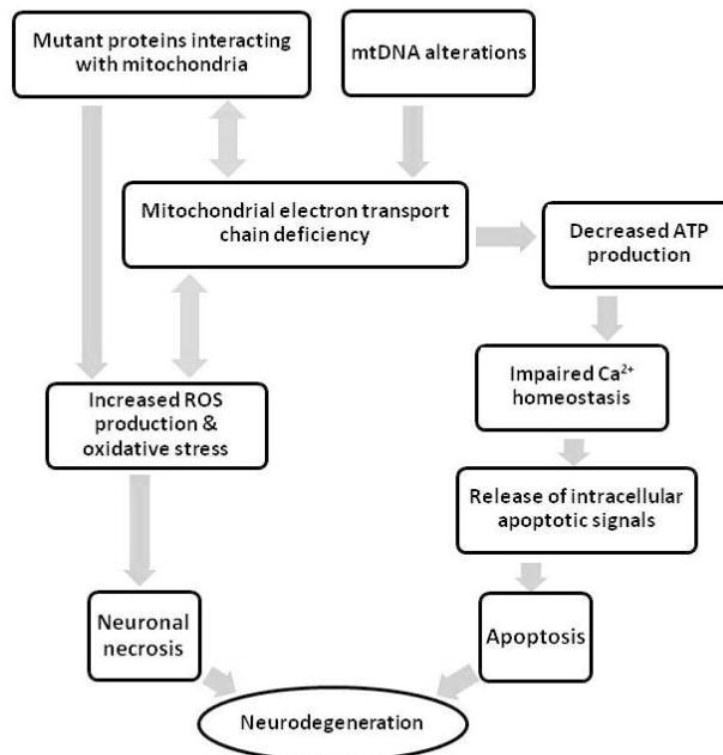 Mutant proteins interacting
with mitochondria
mtDNA alterations
Mitochondrial electron transport
chain deficiency
Decreased ATP
production
Impaired Ca²⁺
homeostasis
Increased ROS
production &
oxidative stress
Release of intracellular
apoptotic signals
Neuronal
necrosis
Apoptosis
Neurodegeneration